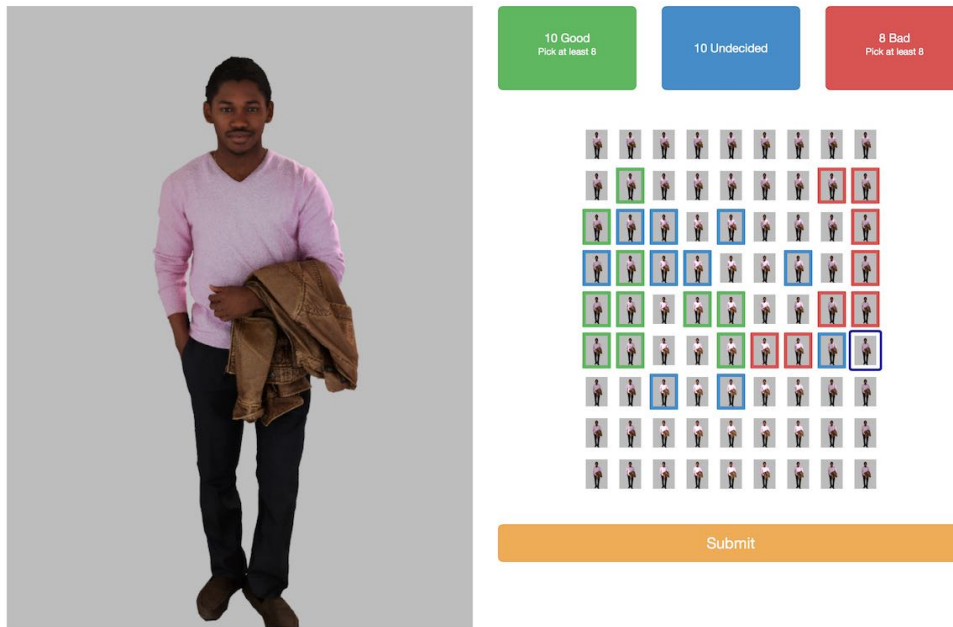 10 Good
Pick at least 8
10 Undecided
8 Bad
Pick at least 8
Submit